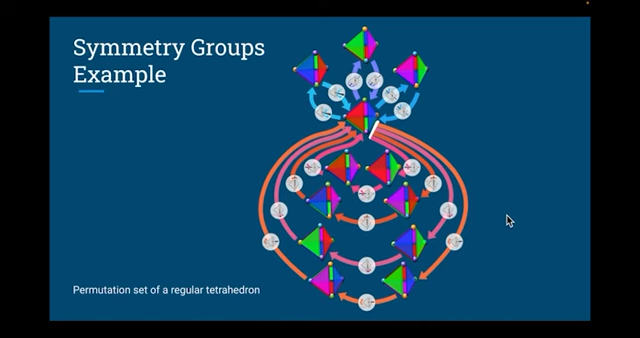 Symmetry Groups
Example
Permutation set of a regular tetrahedron